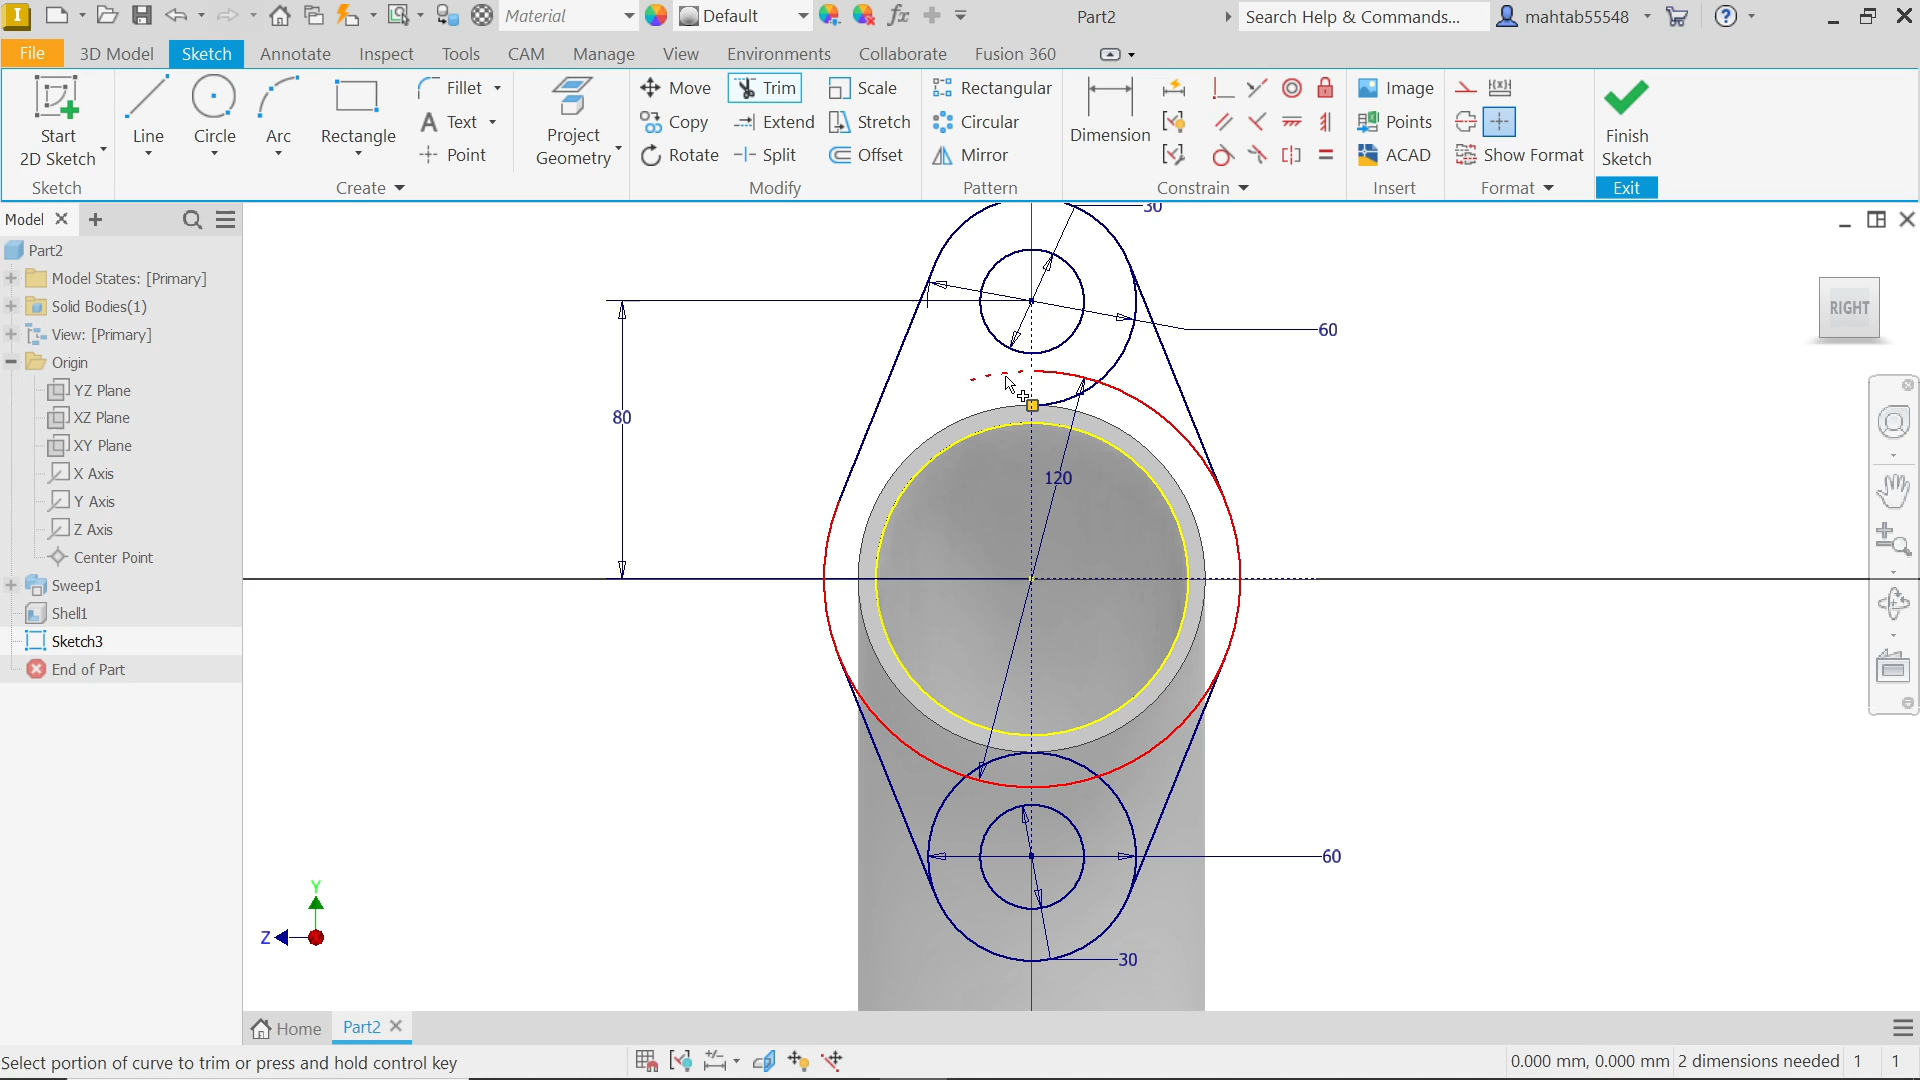 Material
Default
fx
Part2
Search Help & Commands...
mahtab55548
File
3D Model
Sketch
Annotate
Inspect
Tools
CAM
Manage
View
Environments
Collaborate
Fusion 360
Start
2D Sketch
Line
Circle
Arc
Rectangle
Fillet
Text
Point
Project
Geometry
Move
Trim
Scale
Copy
Extend
Stretch
Rotate
Split
Offset
Rectangular
Circular
Mirror
Dimension
Image
Points
ACAD
Show Format
Finish
Sketch
Sketch
Create
Modify
Pattern
Constrain
Insert
Format
Exit
Model
Part2
Model States: [Primary]
Solid Bodies(1)
View: [Primary]
Origin
YZ Plane
XZ Plane
XY Plane
X Axis
Y Axis
Z Axis
Center Point
Sweep1
Shell1
Sketch3
End of Part
30
60
80
120
60
30
RIGHT
Y
Z
Home
Part2
Select portion of curve to trim or press and hold control key
0.000 mm, 0.000 mm
2 dimensions needed
1
1